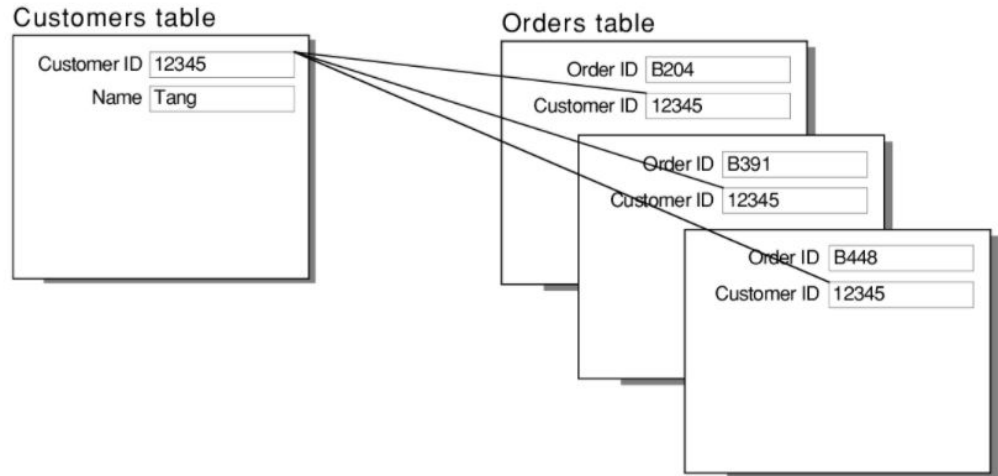 Customers table
Customer ID 12345
Name Tang
Orders table
Order ID B204
Customer ID 12345
Order ID B391
Customer ID 12345
Order ID B448
Customer ID 12345